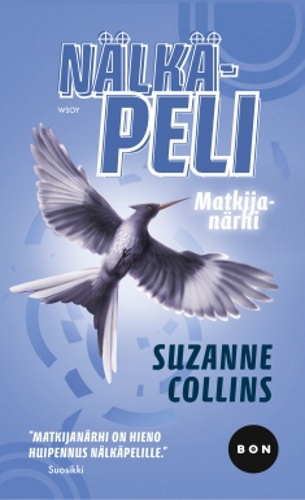 NÄLKÄ-
WSOY
PELI
Matkija-
närhi
SUZANNE
COLLINS
"MATKIJANÄRHI ON HIENO
HUIPENNUS NÄLKÄPELILLE."
Suosikki
BON